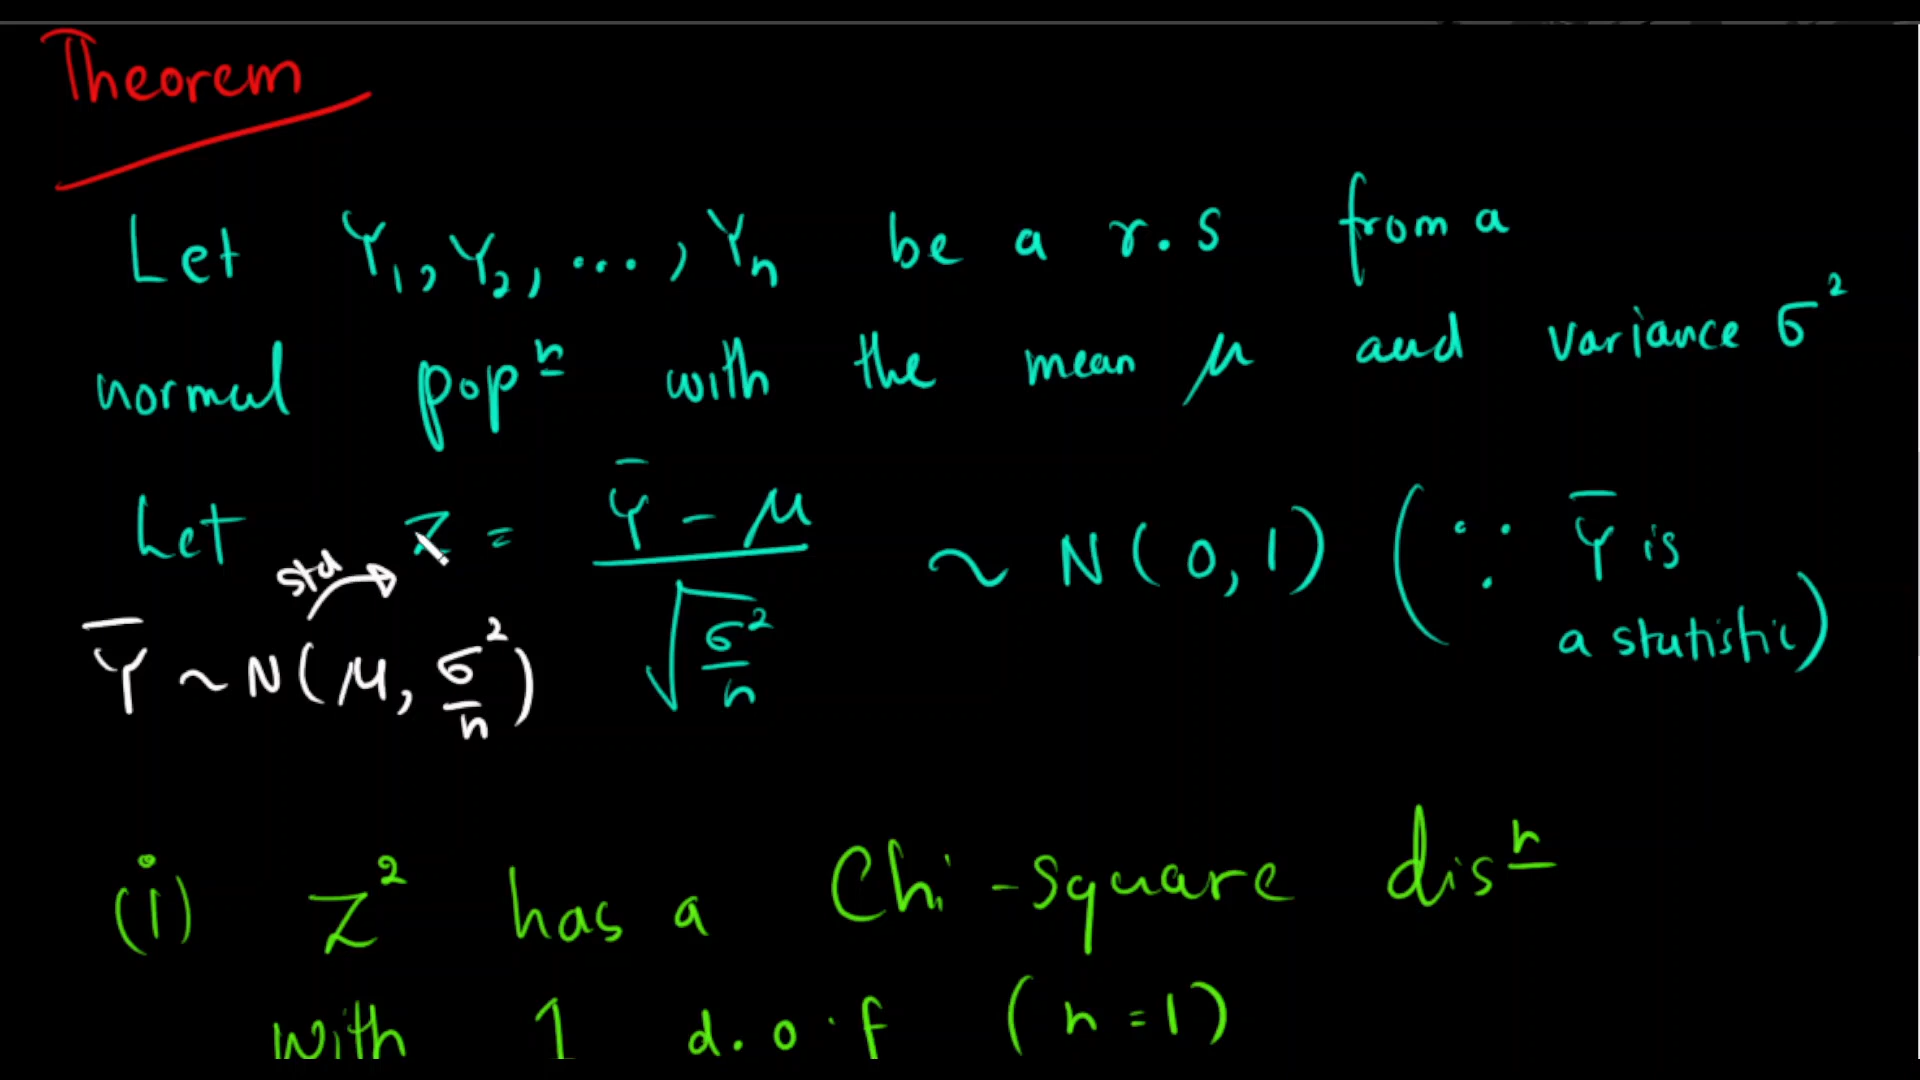 Theorem
Let Y₁, Y₂, ..., Yₙ be a r.s from a
normal popⁿ with the mean μ and variance σ²
Let Z = (Ȳ - μ) / √(σ²/n) ~ N(0,1) (∵ Ȳ is
a statistic)
std
Ȳ ~ N(μ, σ²/n)
(i) Z² has a Chi-square disⁿ
with 1 d.o.f (n=1)